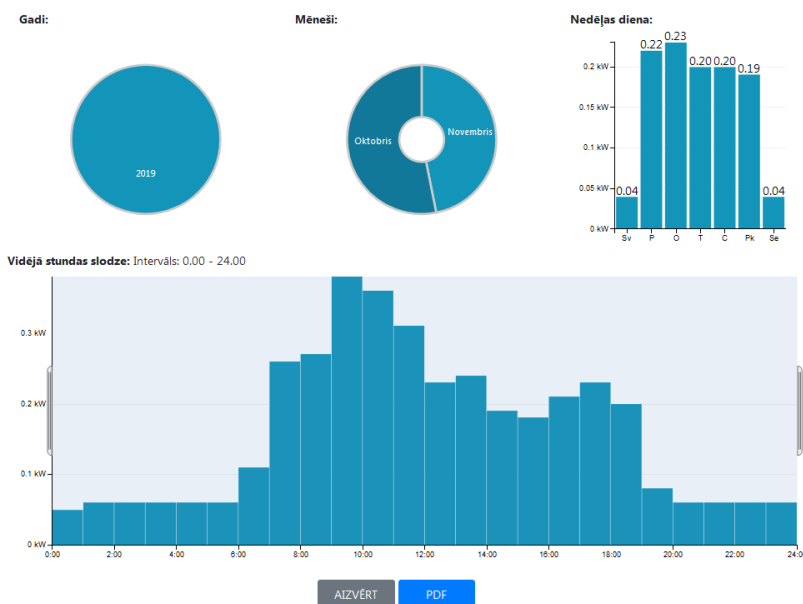 Gadi:
Mēneši:
Nedēļas diena:
2019
Oktobris
Novembris
0.04
0.22
0.23
0.20
0.20
0.19
0.04
0.2 kW
0.15 kW
0.1 kW
0.05 kW
0 kW
Sv P O T C Pk Se
Vidējā stundas slodze: Intervāls: 0.00 - 24.00
0.3 kW
0.2 kW
0.1 kW
0 kW
0:00 2:00 4:00 6:00 8:00 10:00 12:00 14:00 16:00 18:00 20:00 22:00 24:0
AIZVĒRT
PDF